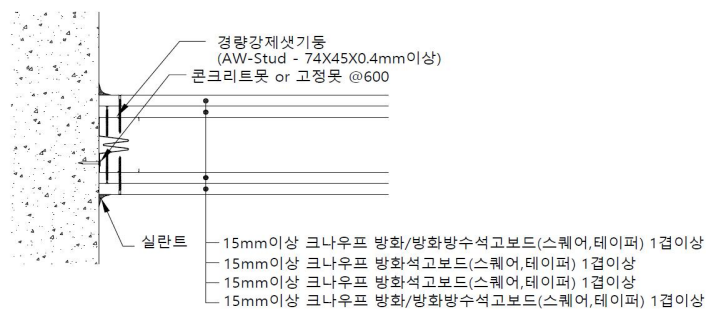 경량강제샛기둥
(AW-Stud - 74X45X0.4mm이상)
콘크리트못 or 고정못 @600
실란트
15mm이상 크나우프 방화/방화방수석고보드(스퀘어,테이퍼) 1겹이상
15mm이상 크나우프 방화석고보드(스퀘어,테이퍼) 1겹이상
15mm이상 크나우프 방화석고보드(스퀘어,테이퍼) 1겹이상
15mm이상 크나우프 방화/방화방수석고보드(스퀘어,테이퍼) 1겹이상